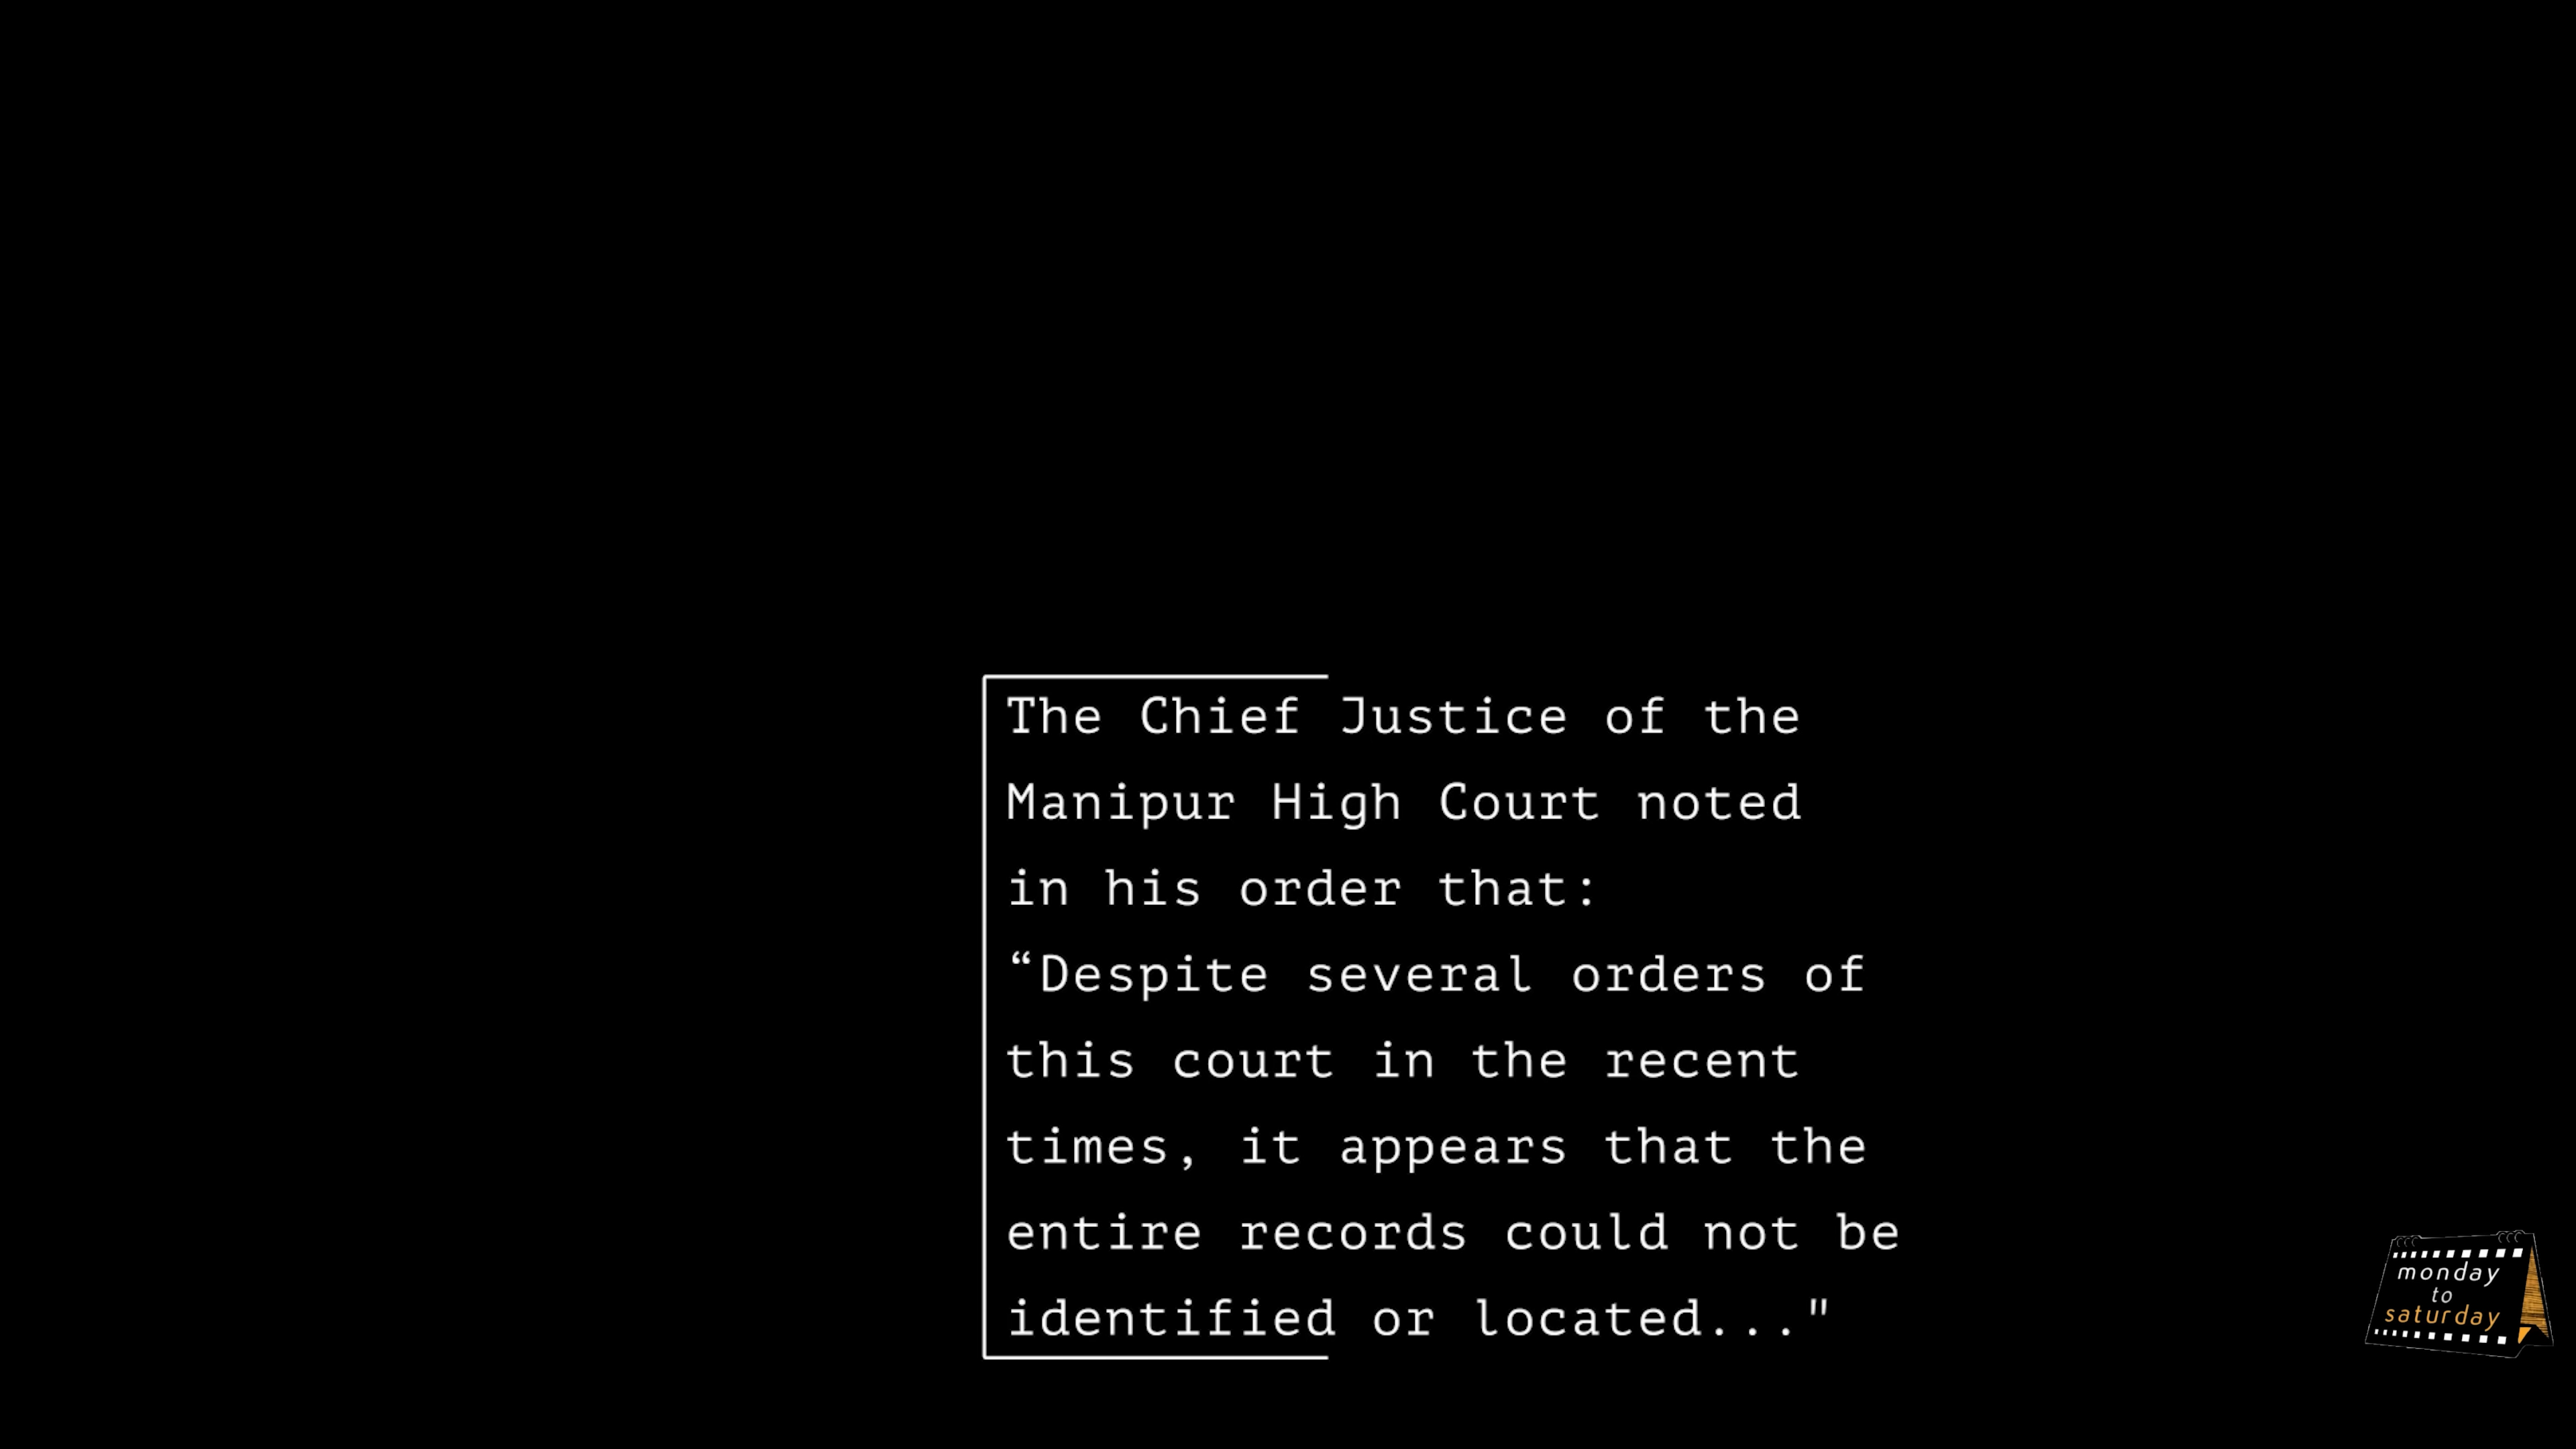 The Chief Justice of the
Manipur High Court noted
in his order that:
“Despite several orders of
this court in the recent
times, it appears that the
entire records could not be
identified or located..."
monday
to
saturday